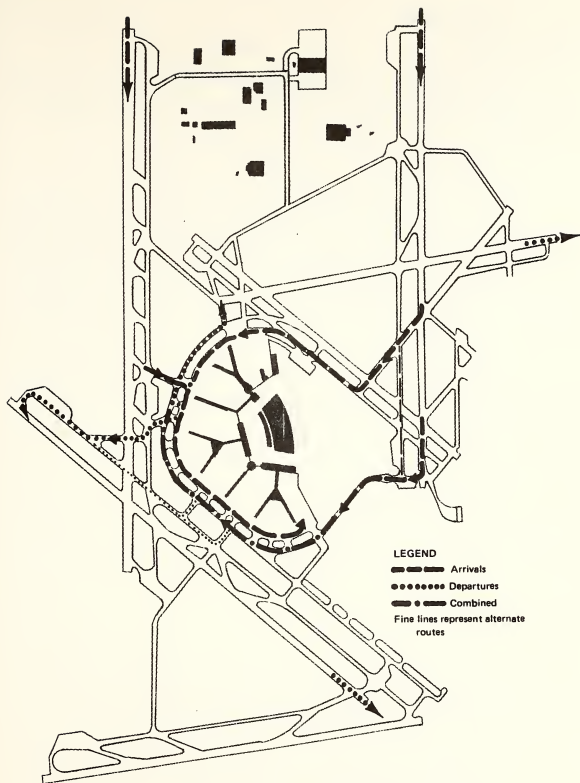 LEGEND
Arrivals
Departures
Combined
Fine lines represent alternate
routes